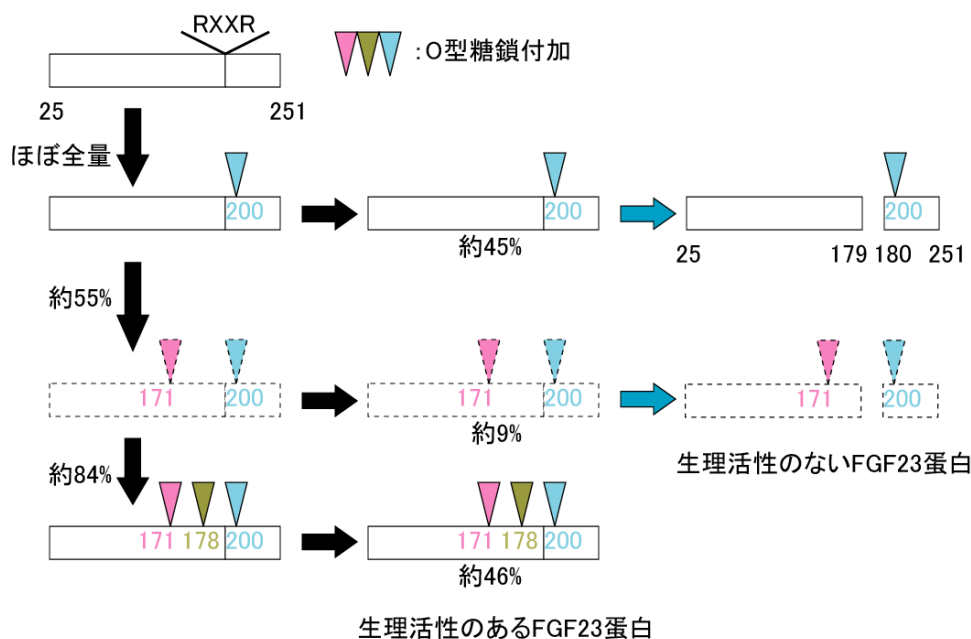 RXXR
:O型糖鎖付加
25 251
ほぼ全量
200 200 200
約45%
25 179 180 251
約55%
171 200 171 200 171 200
約9%
生理活性のないFGF23蛋白
約84%
171 178 200 171 178 200
約46%
生理活性のあるFGF23蛋白